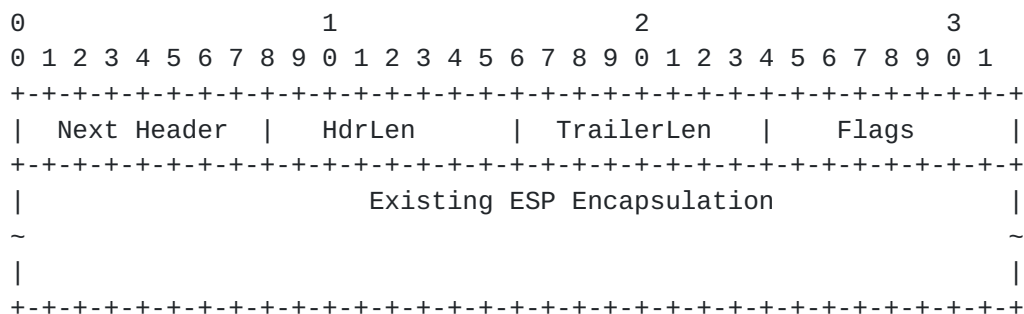 0                   1                   2                   3
0 1 2 3 4 5 6 7 8 9 0 1 2 3 4 5 6 7 8 9 0 1 2 3 4 5 6 7 8 9 0 1
+-+-+-+-+-+-+-+-+-+-+-+-+-+-+-+-+-+-+-+-+-+-+-+-+-+-+-+-+-+-+-+-+
|  Next Header  |   HdrLen      |  TrailerLen   |    Flags      |
+-+-+-+-+-+-+-+-+-+-+-+-+-+-+-+-+-+-+-+-+-+-+-+-+-+-+-+-+-+-+-+-+
|                      Existing ESP Encapsulation               |
~                                                               ~
|                                                               |
+-+-+-+-+-+-+-+-+-+-+-+-+-+-+-+-+-+-+-+-+-+-+-+-+-+-+-+-+-+-+-+-+